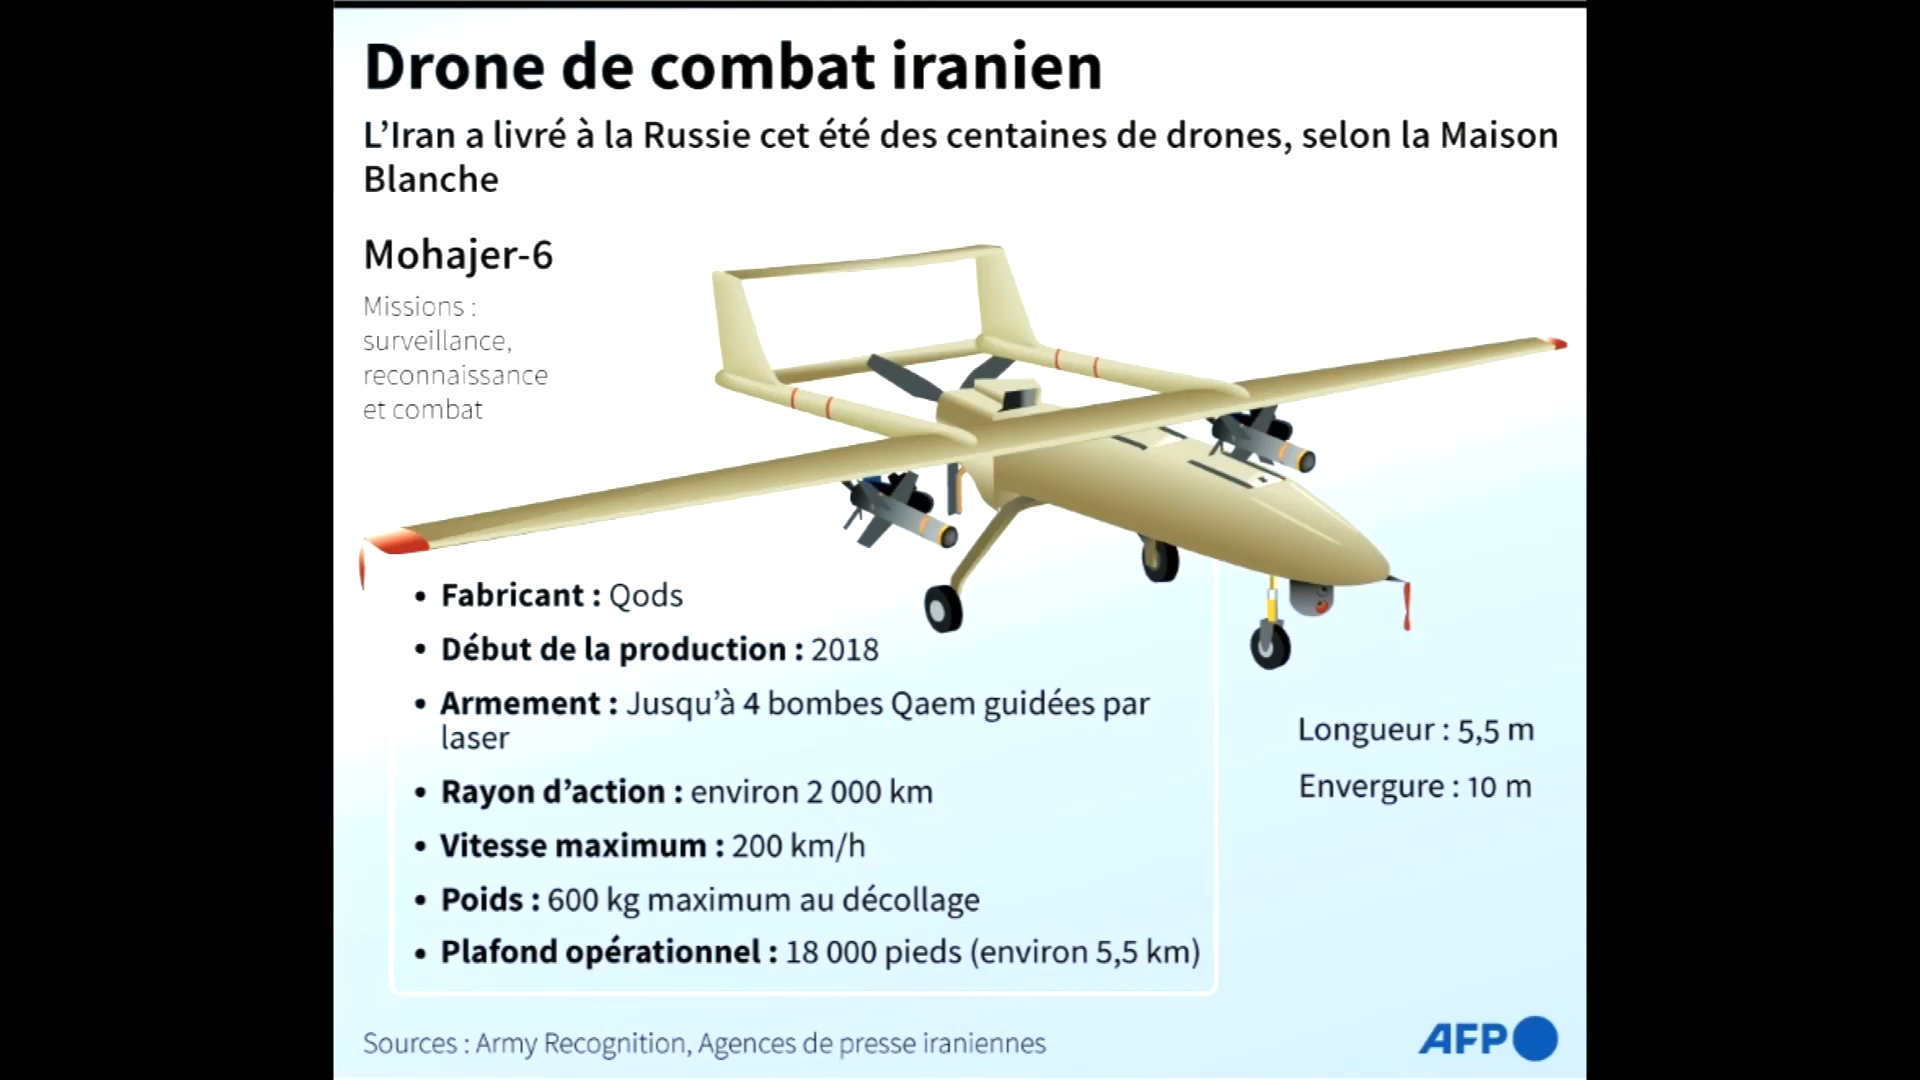 Drone de combat iranien
L’Iran a livré à la Russie cet été des centaines de drones, selon la Maison
Blanche
Mohajer-6
Missions :
surveillance,
reconnaissance
et combat
• Fabricant : Qods
• Début de la production : 2018
• Armement : Jusqu’à 4 bombes Qaem guidées par
laser
• Rayon d’action : environ 2 000 km
• Vitesse maximum : 200 km/h
• Poids : 600 kg maximum au décollage
• Plafond opérationnel : 18 000 pieds (environ 5,5 km)
Longueur : 5,5 m
Envergure : 10 m
Sources : Army Recognition, Agences de presse iraniennes
AFP